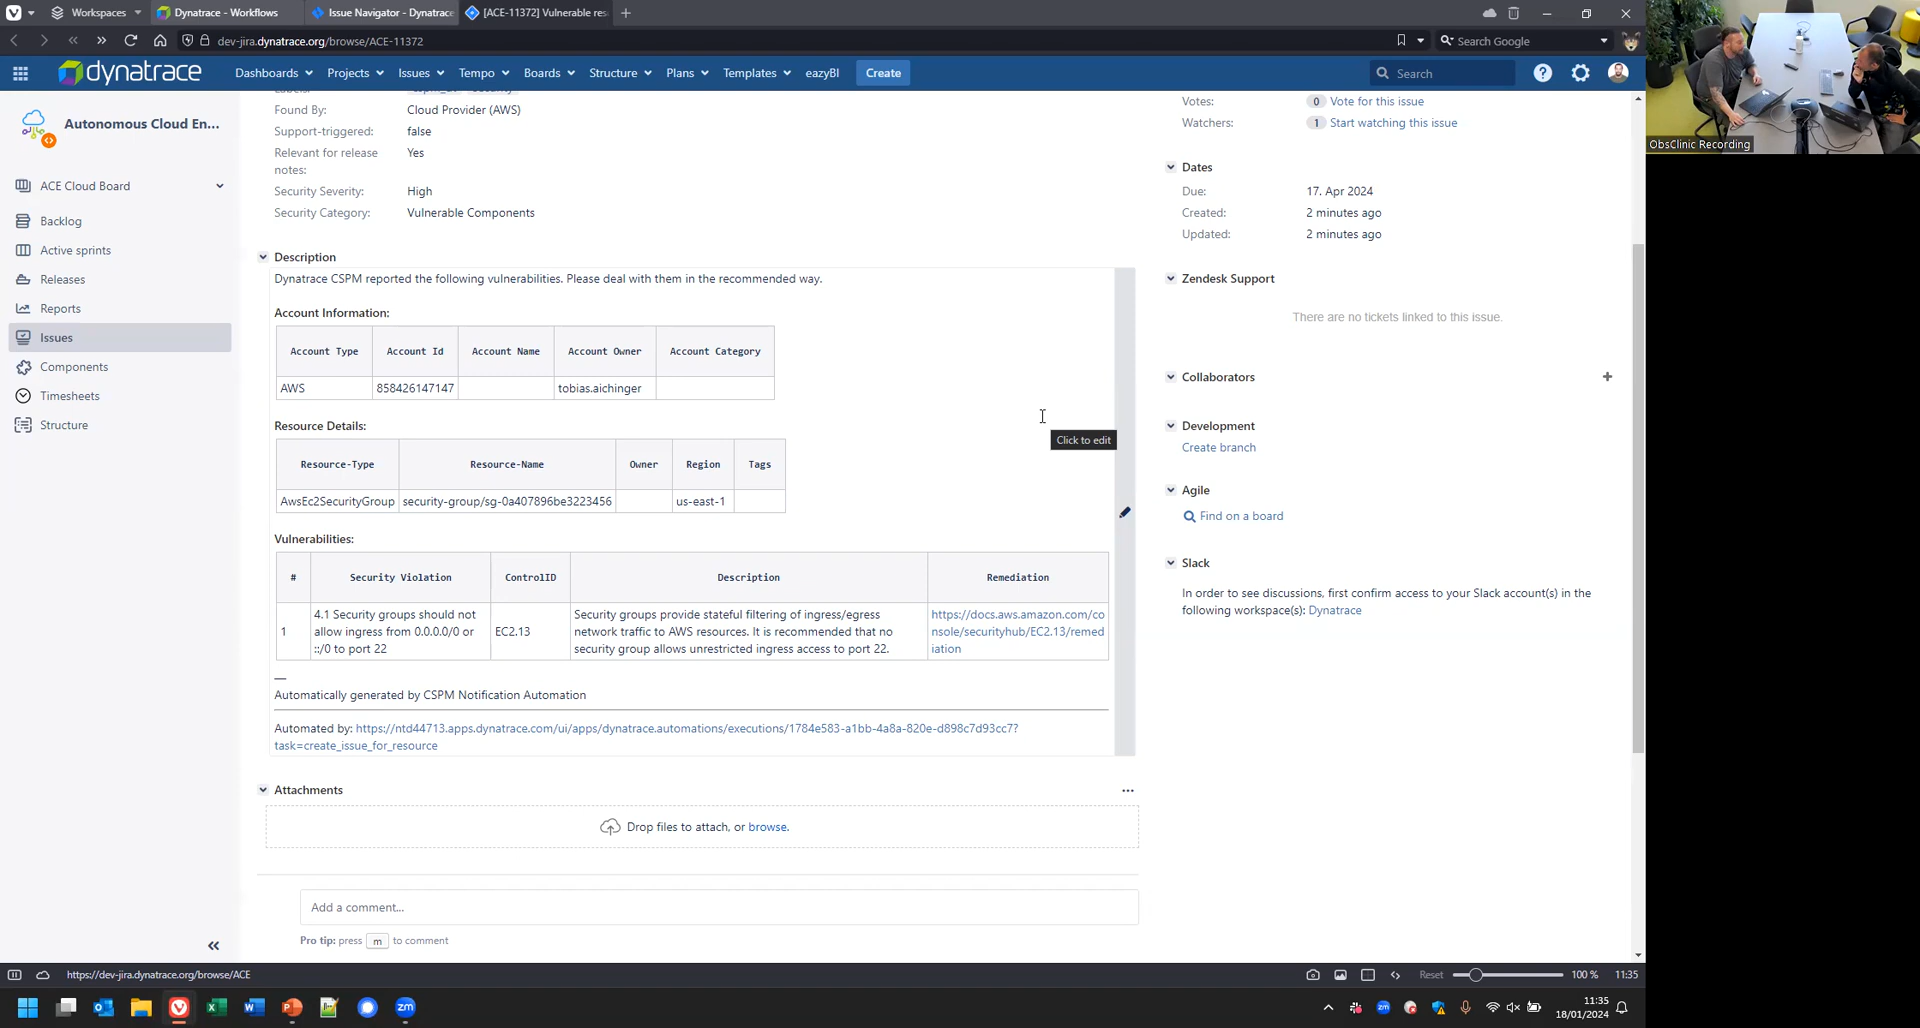 Workspaces
Dynatrace - Workflows
Issue Navigator - Dynatrace
[ACE-11372] Vulnerable res
dev-jira.dynatrace.org/browse/ACE-11372
Search Google
dynatrace
Dashboards
Projects
Issues
Tempo
Boards
Structure
Plans
Templates
eazyBI
Create
Search
Autonomous Cloud En...
ACE Cloud Board
Backlog
Active sprints
Releases
Reports
Issues
Components
Timesheets
Structure
Found By: Cloud Provider (AWS)
Support-triggered: false
Relevant for release notes: Yes
Security Severity: High
Security Category: Vulnerable Components
Description
Dynatrace CSPM reported the following vulnerabilities. Please deal with them in the recommended way.
Account Information:
Account Type Account Id Account Name Account Owner Account Category
AWS 858426147147 tobias.aichinger
Resource Details:
Resource-Type Resource-Name Owner Region Tags
AwsEc2SecurityGroup security-group/sg-0a407896be3223456 us-east-1
Click to edit
Vulnerabilities:
# Security Violation ControlID Description Remediation
1
4.1 Security groups should not
allow ingress from 0.0.0.0/0 or
::/0 to port 22
EC2.13
Security groups provide stateful filtering of ingress/egress
network traffic to AWS resources. It is recommended that no
security group allows unrestricted ingress access to port 22.
https://docs.aws.amazon.com/co
nsole/securityhub/EC2.13/remed
iation
—
Automatically generated by CSPM Notification Automation
Automated by: https://ntd44713.apps.dynatrace.com/ui/apps/dynatrace.automations/executions/1784e583-a1bb-4a8a-820e-d898c7d93cc7?
task=create_issue_for_resource
Attachments
Drop files to attach, or browse.
Add a comment...
Pro tip: press m to comment
Votes: 0 Vote for this issue
Watchers: 1 Start watching this issue
Dates
Due: 17. Apr 2024
Created: 2 minutes ago
Updated: 2 minutes ago
Zendesk Support
There are no tickets linked to this issue.
Collaborators
Development
Create branch
Agile
Find on a board
Slack
In order to see discussions, first confirm access to your Slack account(s) in the
following workspace(s): Dynatrace
ObsClinic Recording
https://dev-jira.dynatrace.org/browse/ACE
Reset
100 %
11:35
11:35
18/01/2024